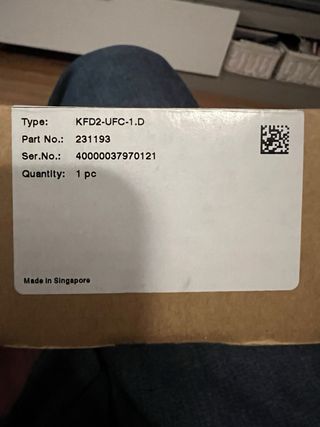 Type: KFD2-UFC-1.D
Part No.: 231193
Ser.No.: 40000037970121
Quantity: 1 pc
Made in Singapore